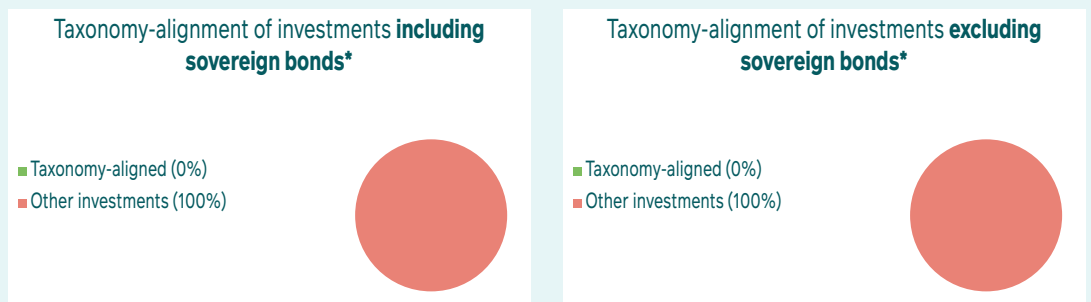 Taxonomy-alignment of investments including
sovereign bonds*
Taxonomy-aligned (0%)
Other investments (100%)
Taxonomy-alignment of investments excluding
sovereign bonds*
Taxonomy-aligned (0%)
Other investments (100%)